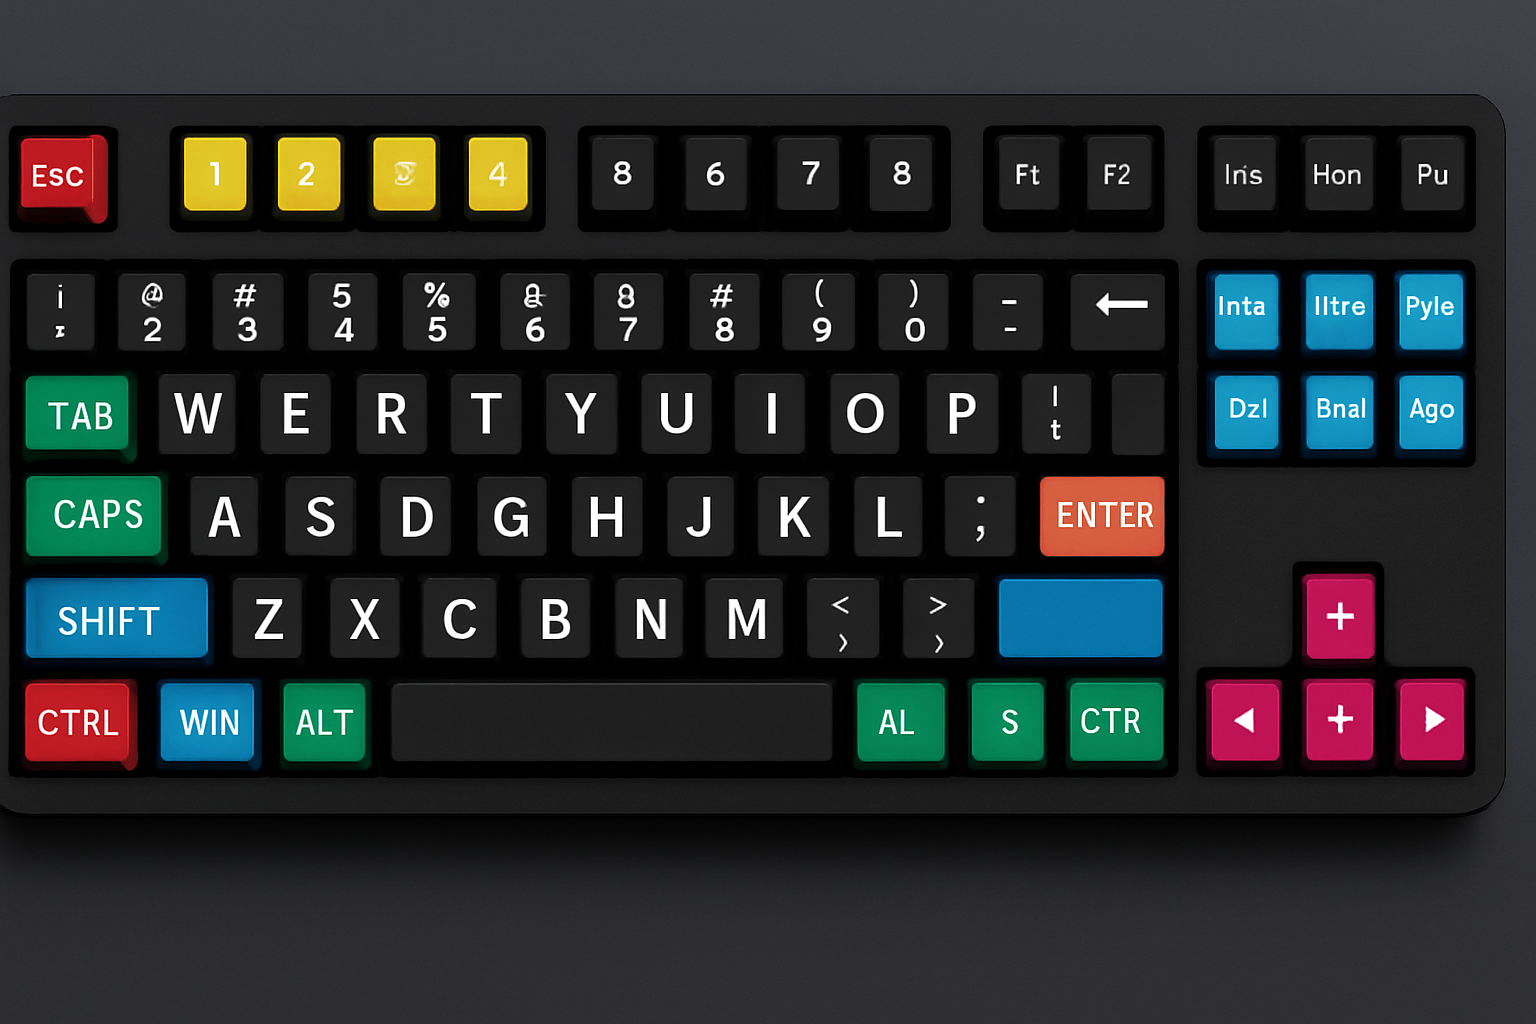 Esc 1 2 4 8 6 7 8 Ft F2 Iris Hon Pu
i @ # 5 % & 8 # ( ) -
ɪ 2 3 4 5 6 7 8 9 0 - ←
Inta Iltre Pyle
TAB W E R T Y U I O P | t
Dzl Bnal Ago
CAPS A S D G H J K L ; ENTER
SHIFT Z X C B N M < >
› ›
+
CTRL WIN ALT AL S CTR ◀ + ▶